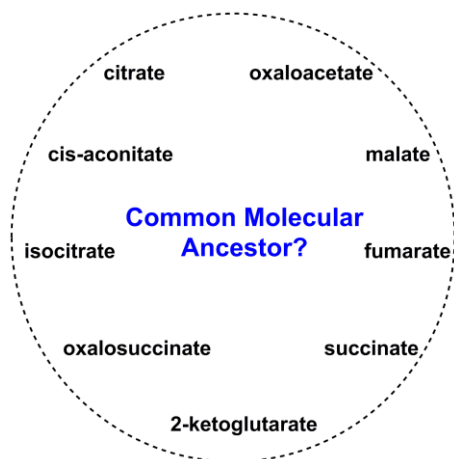 citrate oxaloacetate
cis-aconitate malate
Common Molecular
Ancestor?
isocitrate fumarate
oxalosuccinate succinate
2-ketoglutarate